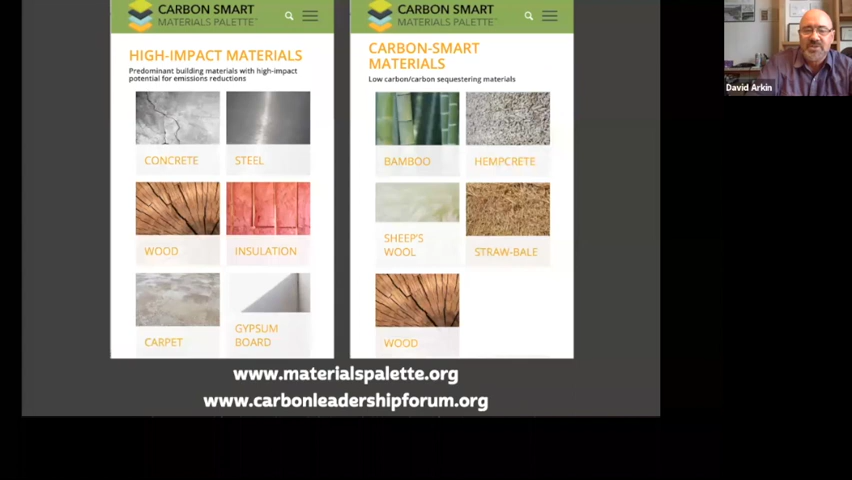 CARBON SMART
MATERIALS PALETTE™
HIGH-IMPACT MATERIALS
Predominant building materials with high-impact
potential for emissions reductions
CONCRETE
STEEL
WOOD
INSULATION
CARPET
GYPSUM
BOARD
CARBON SMART
MATERIALS PALETTE™
CARBON-SMART
MATERIALS
Low carbon/carbon sequestering materials
BAMBOO
HEMPCRETE
SHEEP'S
WOOL
STRAW-BALE
WOOD
www.materialspalette.org
www.carbonleadershipforum.org
David Arkin